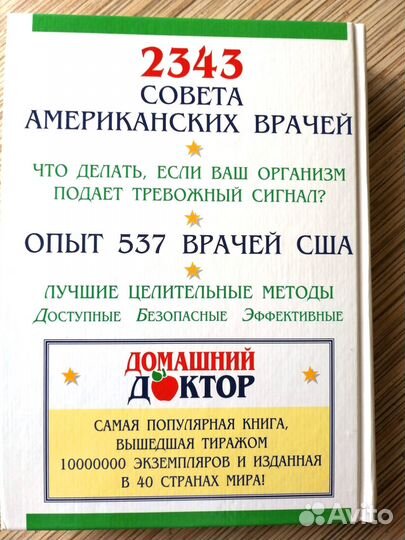 2343
СОВЕТА
АМЕРИКАНСКИХ ВРАЧЕЙ
ЧТО ДЕЛАТЬ, ЕСЛИ ВАШ ОРГАНИЗМ
ПОДАЕТ ТРЕВОЖНЫЙ СИГНАЛ?
ОПЫТ 537 ВРАЧЕЙ США
ЛУЧШИЕ ЦЕЛИТЕЛЬНЫЕ МЕТОДЫ
ДОСТУПНЫЕ БЕЗОПАСНЫЕ ЭФФЕКТИВНЫЕ
ДОМАШНИЙ
ДОКТОР
САМАЯ ПОПУЛЯРНАЯ КНИГА,
ВЫШЕДШАЯ ТИРАЖОМ
10000000 ЭКЗЕМПЛЯРОВ И ИЗДАННАЯ
В 40 СТРАНАХ МИРА!
Avito